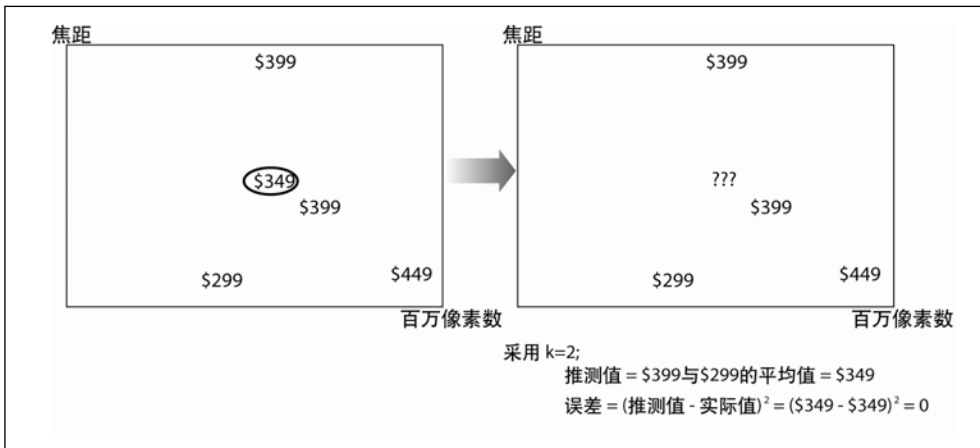 焦距
$399
$349
$399
$299
$449
百万像素数
焦距
$399
???
$399
$299
$449
百万像素数
采用 k=2;
推测值 = $399与$299的平均值 = $349
误差 = (推测值 - 实际值)² = ($349 - $349)² = 0